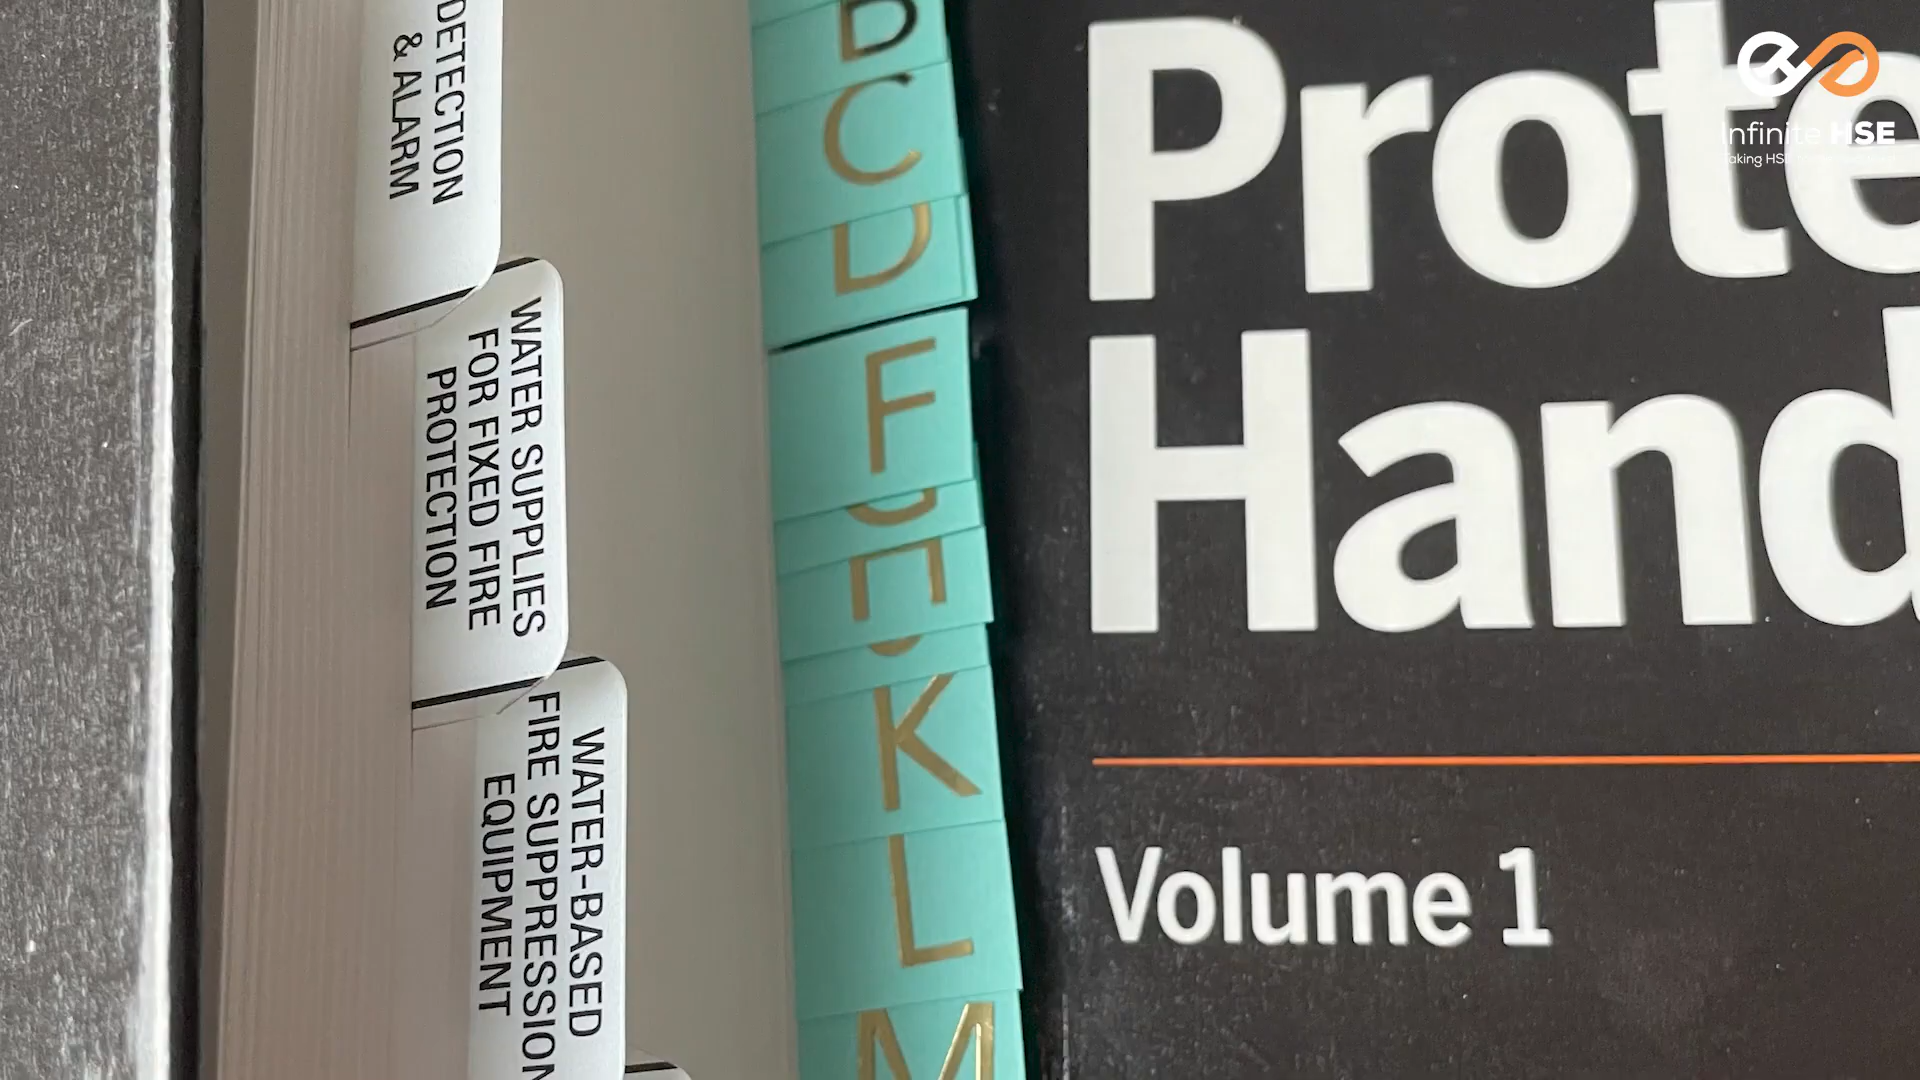 DETECTION
& ALARM
WATER SUPPLIES
FOR FIXED FIRE
PROTECTION
WATER-BASED
FIRE SUPPRESSION
EQUIPMENT
B
C
D
F
K
L
M
Prote
Hand
Volume 1
infinite HSE